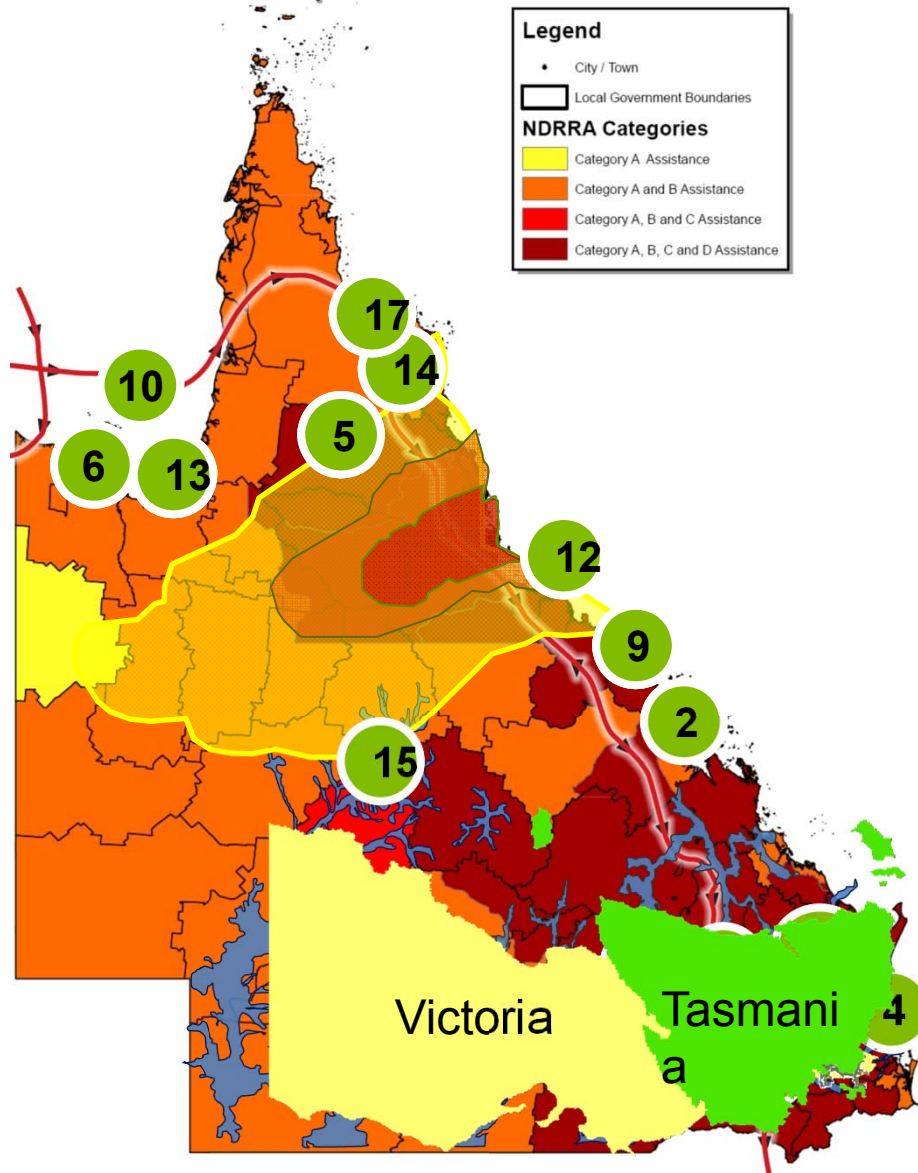 Legend
City / Town
Local Government Boundaries
NDRRA Categories
Category A Assistance
Category A and B Assistance
Category A, B and C Assistance
Category A, B, C and D Assistance
17
14
10
5
6
13
12
9
2
15
Victoria
Tasmani
a
4